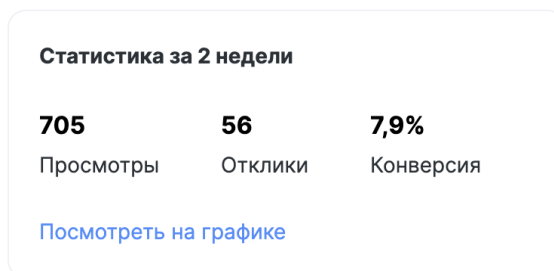 Статистика за 2 недели
705 56 7,9%
Просмотры Отклики Конверсия
Посмотреть на графике